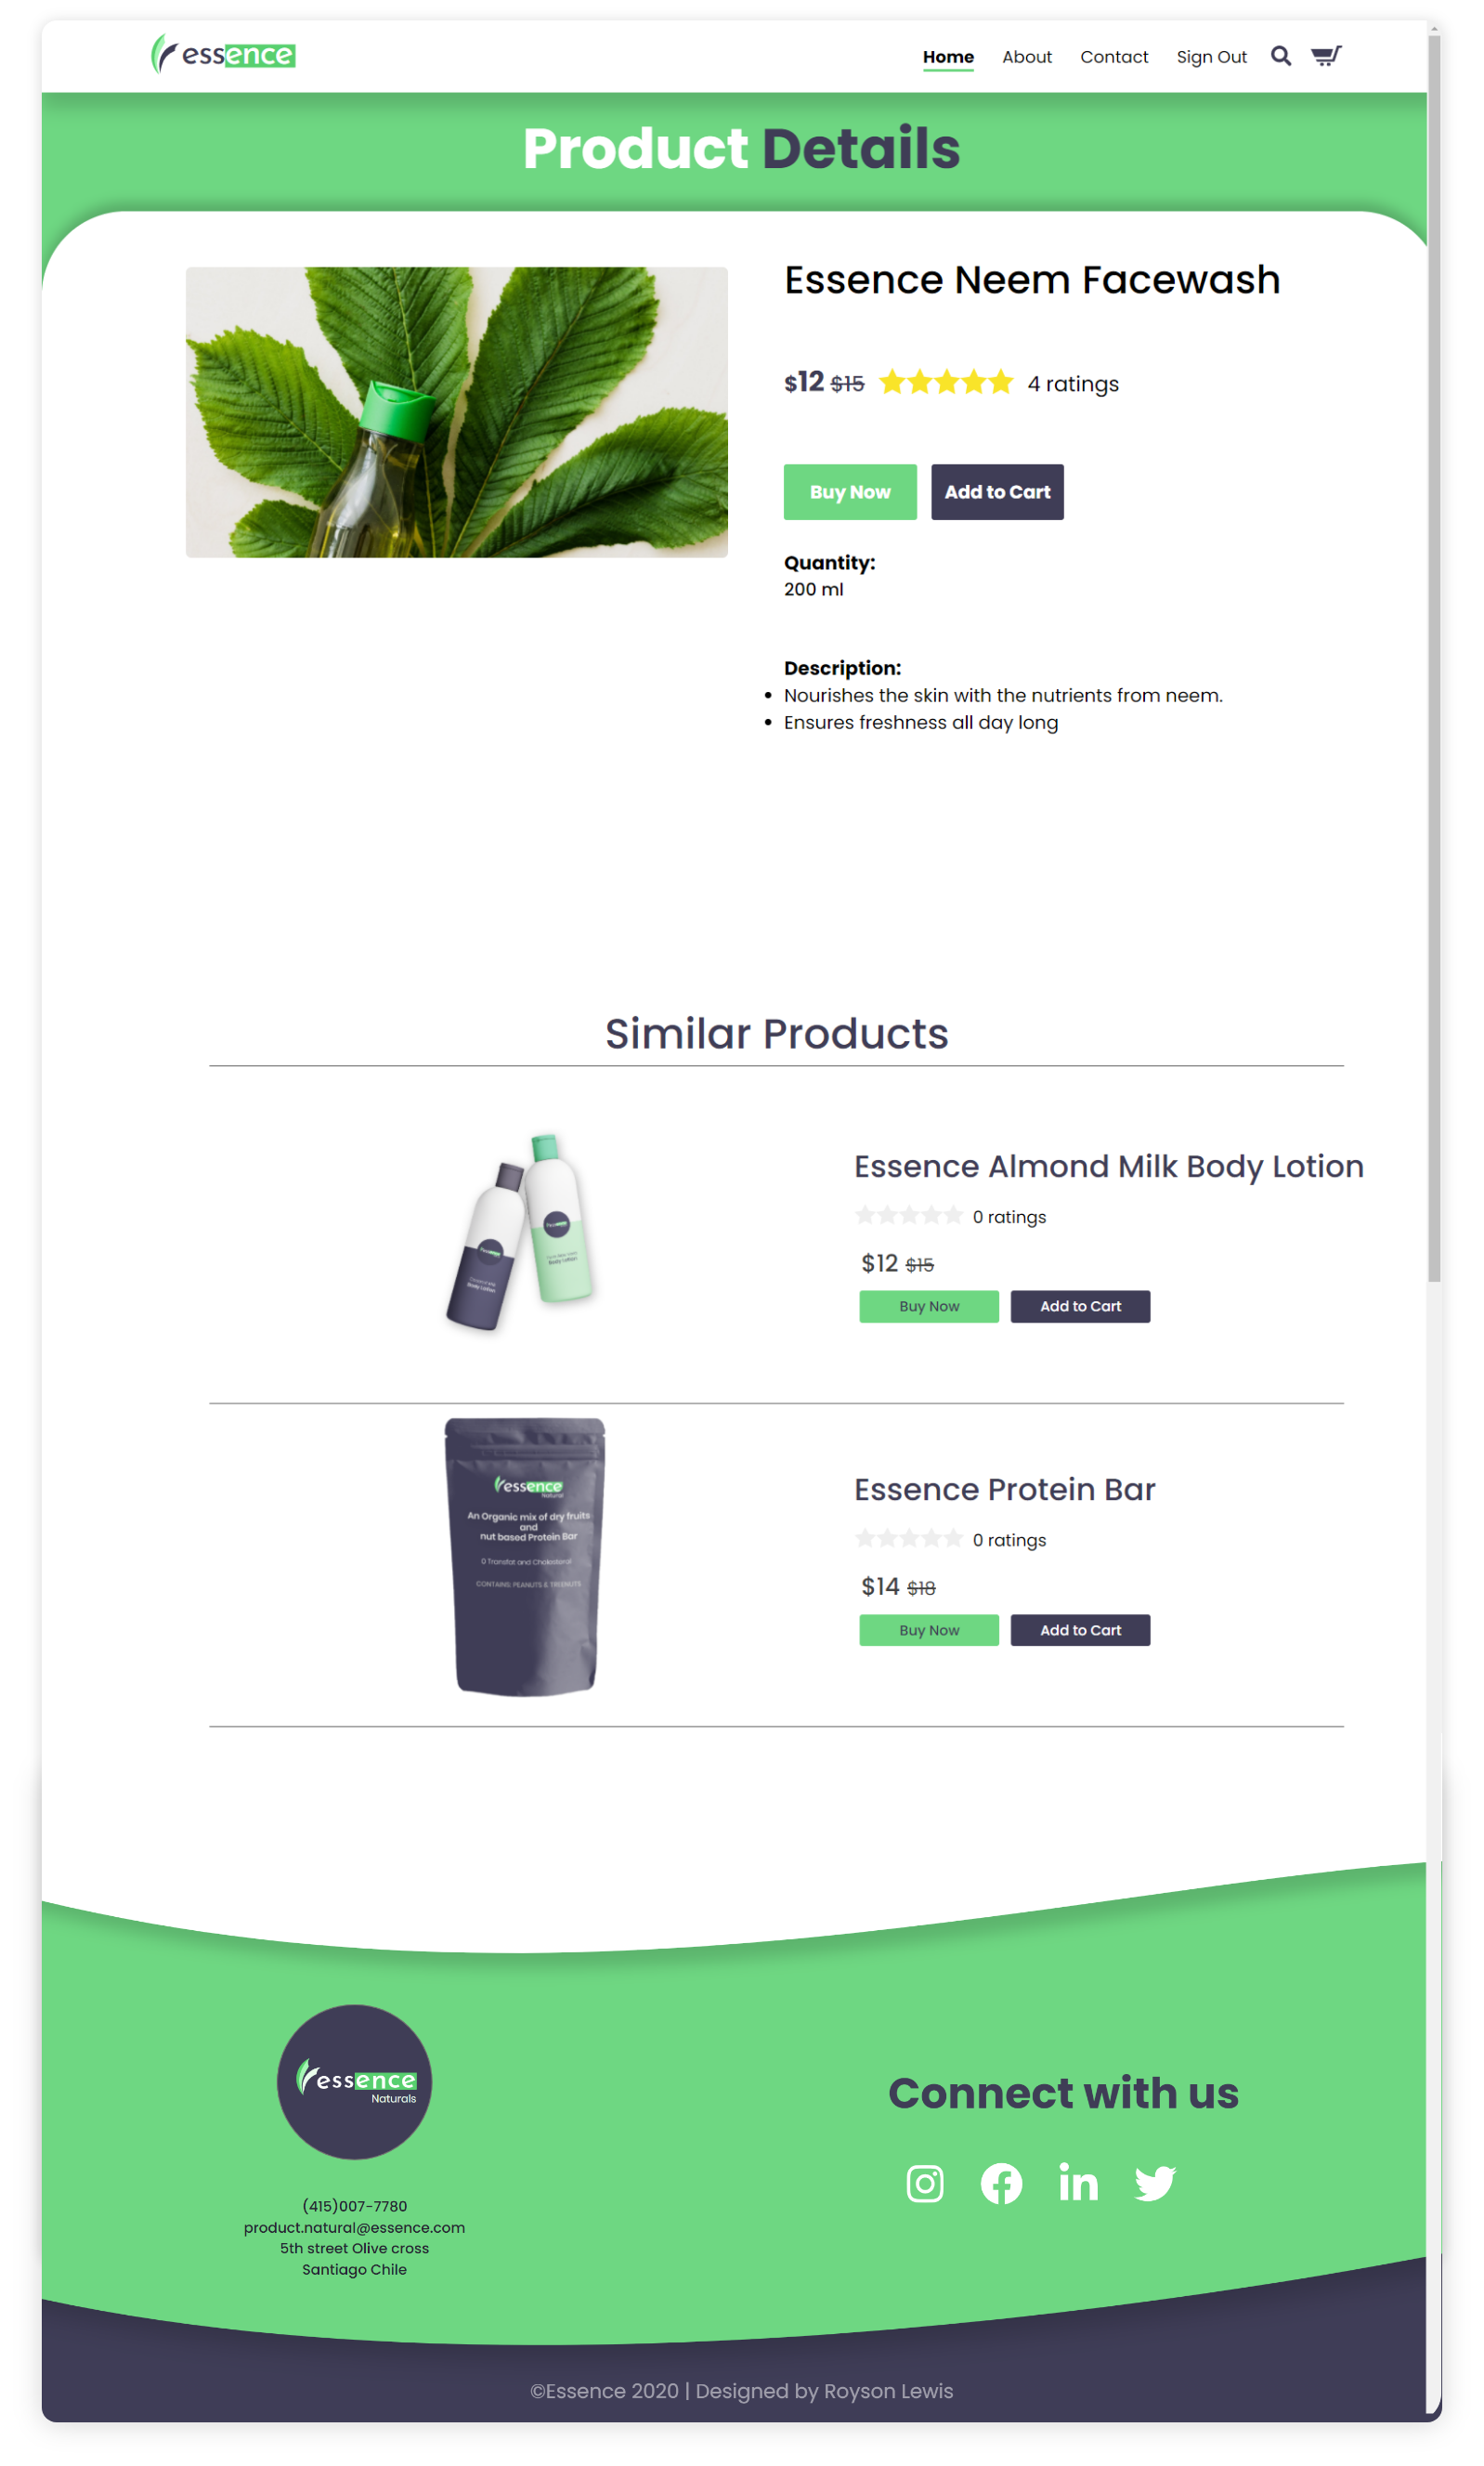 essence
Home About Contact Sign Out
Product Details
Essence Neem Facewash
$12 $15 4 ratings
Buy Now Add to Cart
Quantity:
200 ml
Description:
• Nourishes the skin with the nutrients from neem.
• Ensures freshness all day long
Similar Products
Essence Almond Milk Body Lotion
0 ratings
$12 $15
Buy Now Add to Cart
Body Lotion
Body Lotion
essence
Natural
An Organic mix of dry fruits
and
nut based Protein Bar
0 Transfat and Cholesterol
CONTAINS: PEANUTS & TREENUTS
Essence Protein Bar
0 ratings
$14 $18
Buy Now Add to Cart
essence
Naturals
(415)007-7780
product.natural@essence.com
5th street Olive cross
Santiago Chile
Connect with us
©Essence 2020 | Designed by Royson Lewis